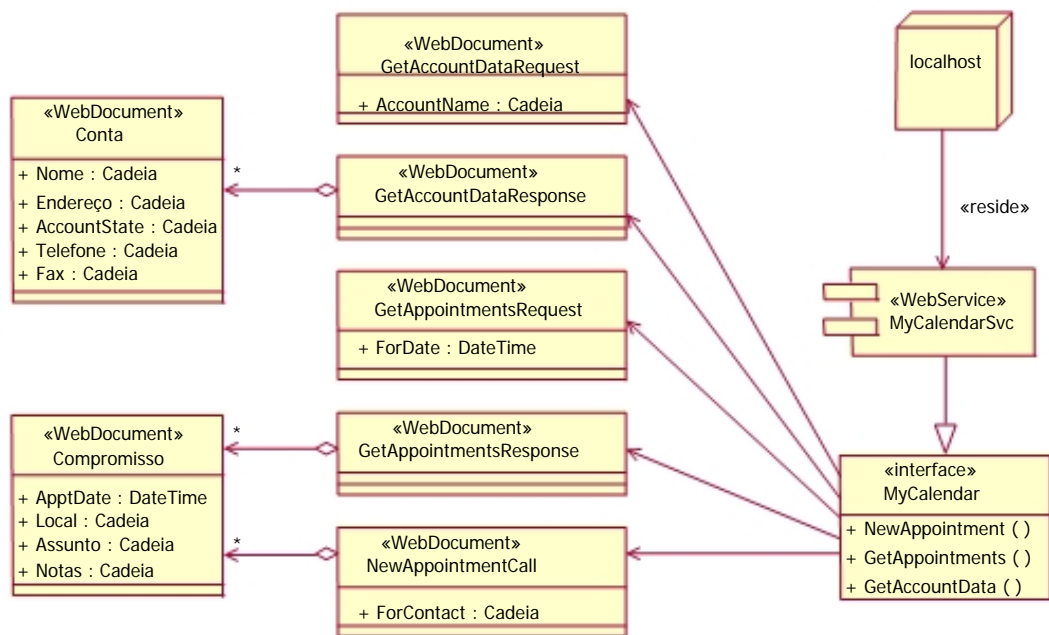 «WebDocument»
GetAccountDataRequest
+ AccountName : Cadeia
localhost
«WebDocument»
Conta
+ Nome : Cadeia
+ Endereço : Cadeia
+ AccountState : Cadeia
+ Telefone : Cadeia
+ Fax : Cadeia
*
«WebDocument»
GetAccountDataResponse
«reside»
«WebDocument»
GetAppointmentsRequest
+ ForDate : DateTime
«WebService»
MyCalendarSvc
«WebDocument»
Compromisso
+ ApptDate : DateTime
+ Local : Cadeia
+ Assunto : Cadeia
+ Notas : Cadeia
*
«WebDocument»
GetAppointmentsResponse
*
«WebDocument»
NewAppointmentCall
+ ForContact : Cadeia
«interface»
MyCalendar
+ NewAppointment ( )
+ GetAppointments ( )
+ GetAccountData ( )